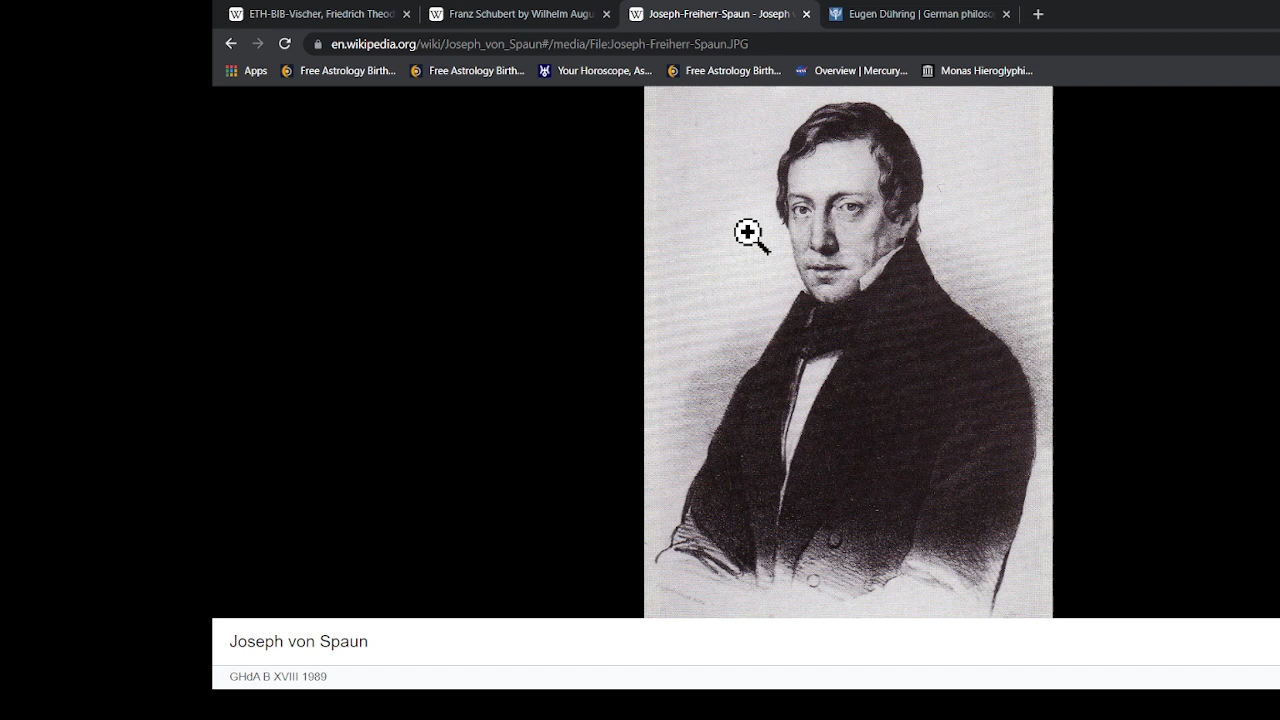 ETH-BIB-Vischer, Friedrich Theod
Franz Schubert by Wilhelm Augu
Joseph-Freiherr-Spaun - Joseph v
Eugen Dühring | German philoso
en.wikipedia.org/wiki/Joseph_von_Spaun#/media/File:Joseph-Freiherr-Spaun.JPG
Apps Free Astrology Birth... Free Astrology Birth... Your Horoscope, As... Free Astrology Birth... Overview | Mercury... Monas Hieroglyphi...
Joseph von Spaun
GHdA B XVIII 1989